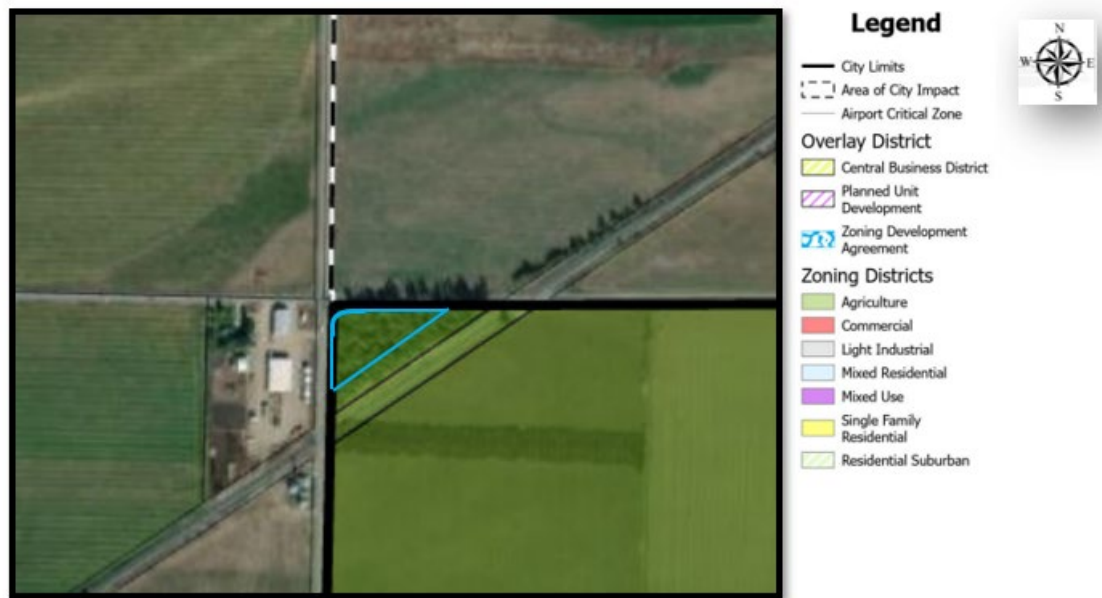 Legend
N
W E
S
City Limits
Area of City Impact
Airport Critical Zone
Overlay District
Central Business District
Planned Unit
Development
Zoning Development
Agreement
Zoning Districts
Agriculture
Commercial
Light Industrial
Mixed Residential
Mixed Use
Single Family
Residential
Residential Suburban